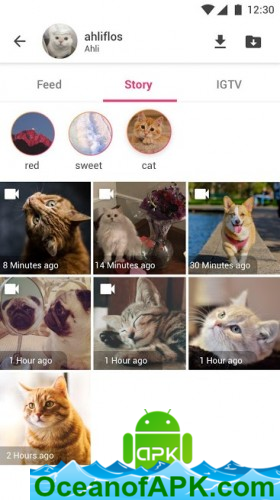 12:30
ahliflos
Ahli
Feed Story IGTV
red sweet cat
8 Minutes ago 14 Minutes ago 30 Minutes ago
1 Hour ago 1 Hour ago 1 Hour ago
2 Hours ago
APK
OceanofAPK.com